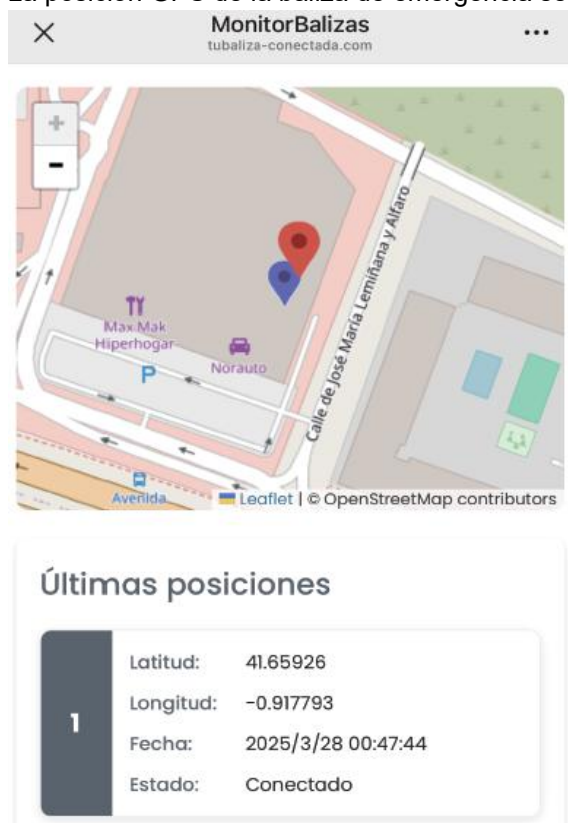 La posición GPS de la baliza de emergencia se
MonitorBalizas
tubaliza-conectada.com
+
-
Calle de José María Lemiñana y Alfaro
Max Mak
Hiperhogar
Norauto
P
Avenida
Leaflet | © OpenStreetMap contributors
Últimas posiciones
1
Latitud: 41.65926
Longitud: -0.917793
Fecha: 2025/3/28 00:47:44
Estado: Conectado